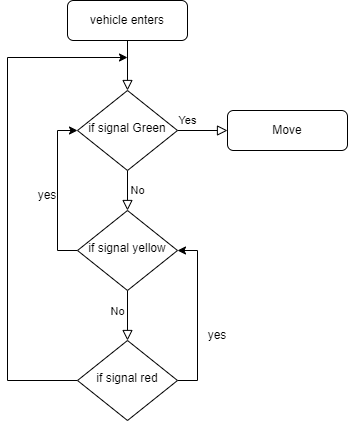 vehicle enters
if signal Green
Yes
Move
No
yes
if signal yellow
No
yes
if signal red